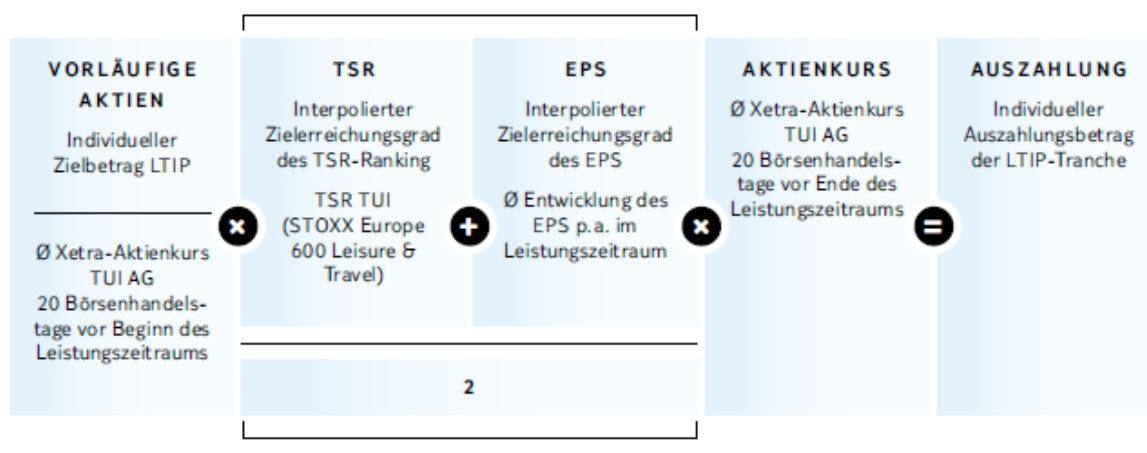 VORLÄUFIGE
AKTIEN
Individueller
Zielbetrag LTIP
Ø Xetra-Aktienkurs
TUI AG
20 Börsenhandels-
tage vor Beginn des
Leistungszeitraums
×
TSR
Interpolierter
Zielerreichungsgrad
des TSR-Ranking
TSR TUI
(STOXX Europe
600 Leisure &
Travel)
+
EPS
Interpolierter
Zielerreichungsgrad
des EPS
Ø Entwicklung des
EPS p. a. im
Leistungszeitraum
2
×
AKTIENKURS
Ø Xetra-Aktienkurs
TUI AG
20 Börsenhandels-
tage vor Ende des
Leistungszeitraums
=
AUSZAHLUNG
Individueller
Auszahlungsbetrag
der LTIP-Tranche